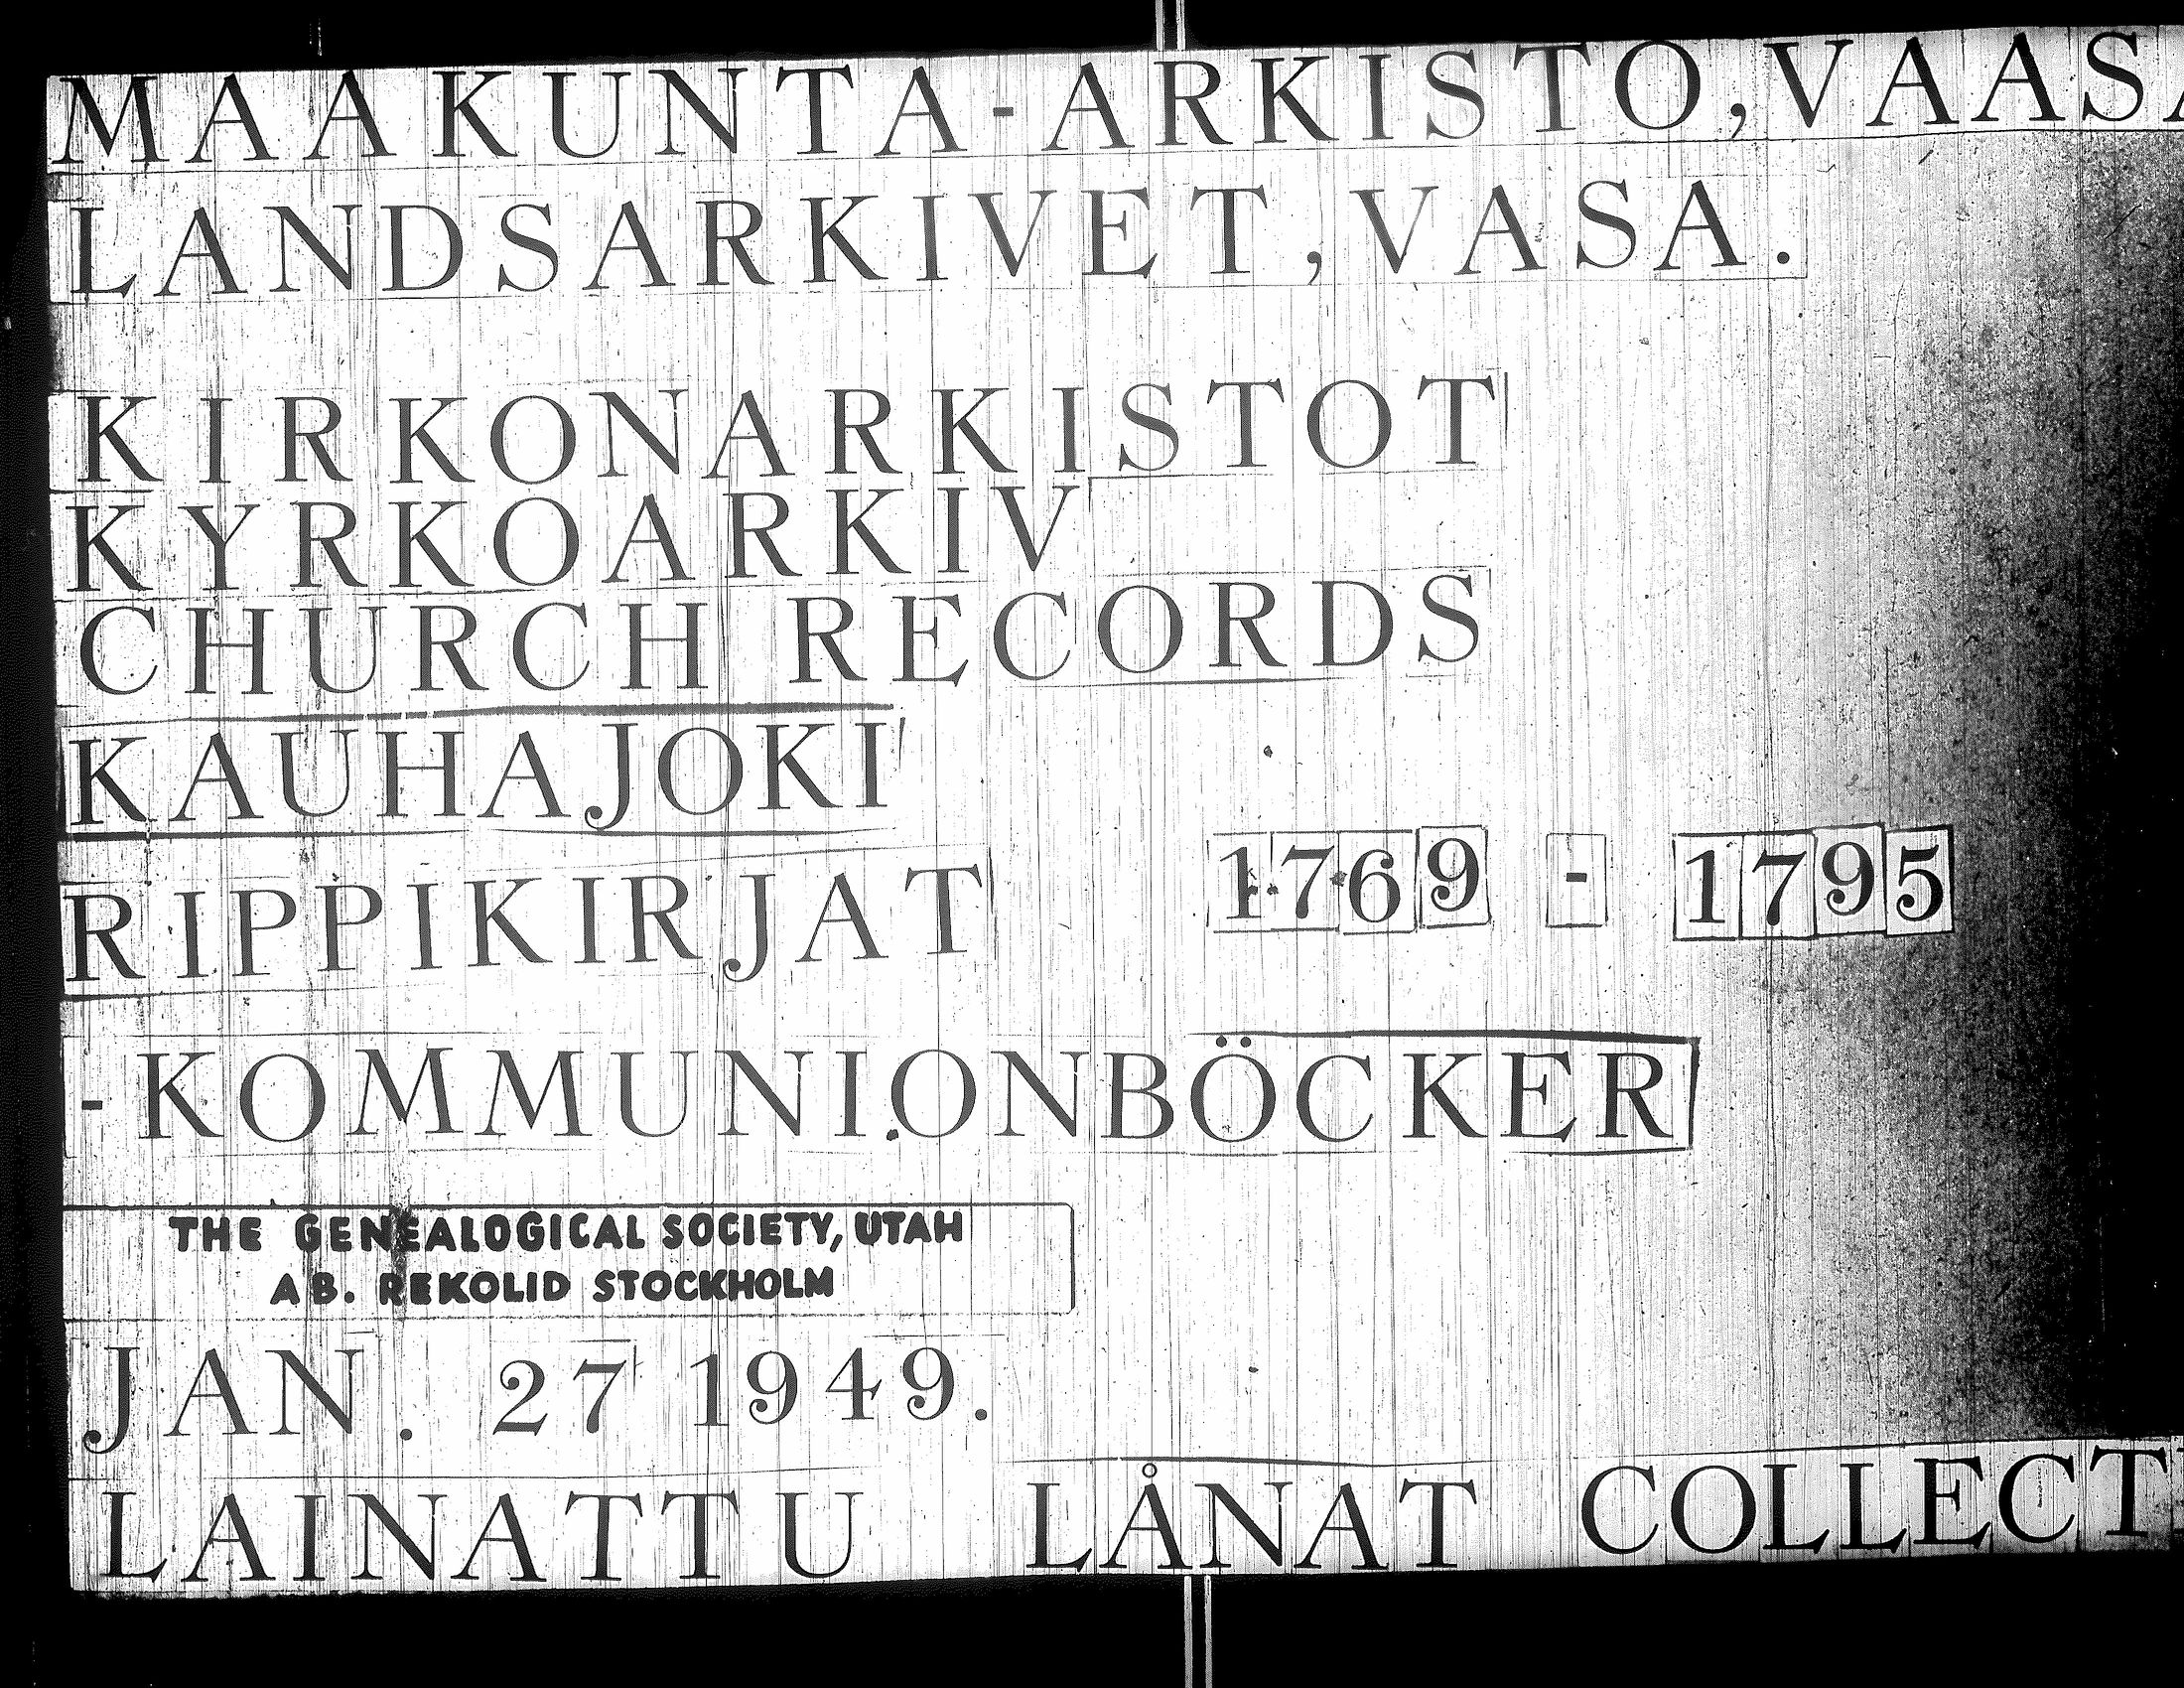 MAAKUNTA-ARKISTO, VAASA
LANDSARKIVET, VASA.
KIRKONARKISTOT
KYRKOARKIV
CHURCH RECORDS
KAUHAJOKI
RIPPIKIRJAT 1769 - 1795
-KOMMUNIONBÖCKER
THE GENEALOGICAL SOCIETY, UTAH
AB. REKOLID STOCKHOLM
JAN. 27 1949.
LAINATTU LÅNAT